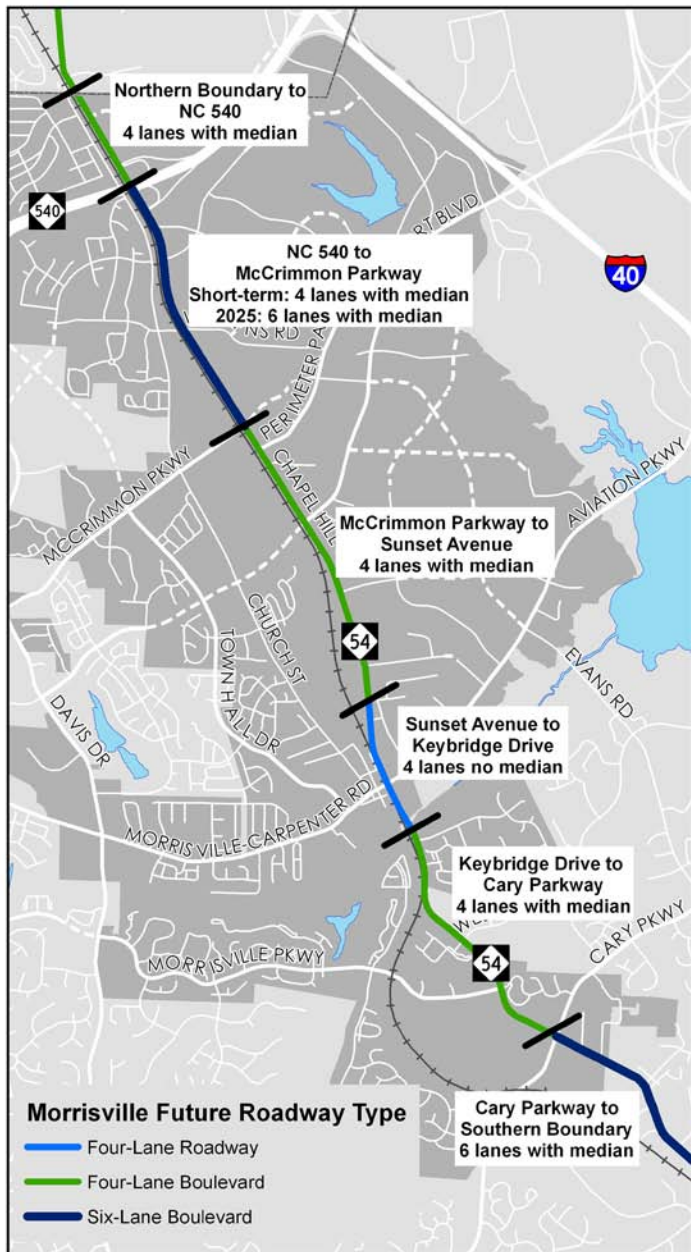 Northern Boundary to
NC 540
4 lanes with median
540
NC 540 to
McCrimmon Parkway
Short-term: 4 lanes with median
2025: 6 lanes with median
40
RT BLVD
NS RD
PERIMETER PA
MCCRIMMON PKWY
CHAPEL HILL
AVIATION PKWY
McCrimmon Parkway to
Sunset Avenue
4 lanes with median
CHURCH ST
54
TOWN HALL DR
EVANS RD
DAVIS DR
Sunset Avenue to
Keybridge Drive
4 lanes no median
MORRISVILLE-CARPENTER RD
Keybridge Drive to
Cary Parkway
4 lanes with median
CARY PKWY
54
MORRISVILLE PKWY
Cary Parkway to
Southern Boundary
6 lanes with median
Morrisville Future Roadway Type
Four-Lane Roadway
Four-Lane Boulevard
Six-Lane Boulevard